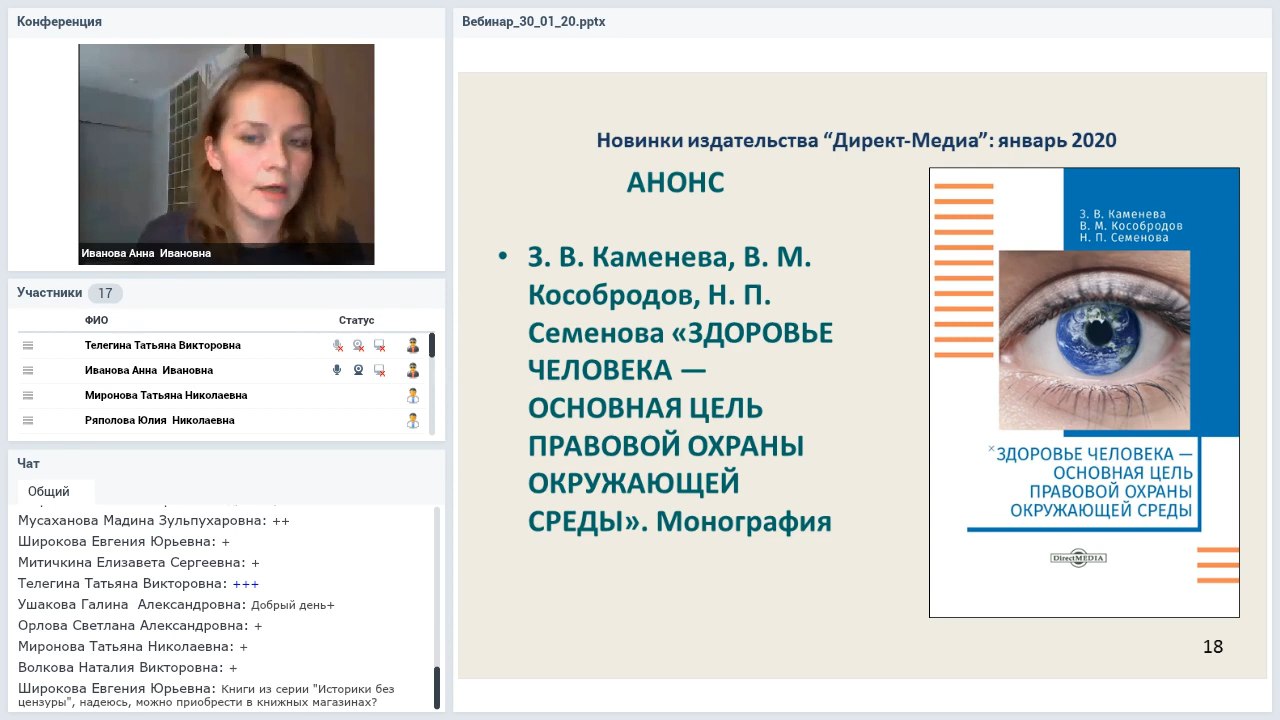 Конференция
Иванова Анна  Ивановна
Участники 17
ФИО Статус
Телегина Татьяна Викторовна
Иванова Анна  Ивановна
Миронова Татьяна Николаевна
Ряполова Юлия  Николаевна
Чат
Общий
Мусаханова Мадина Зульпухаровна: ++
Широкова Евгения Юрьевна: +
Митичкина Елизавета Сергеевна: +
Телегина Татьяна Викторовна: +++
Ушакова Галина  Александровна: Добрый день+
Орлова Светлана Александровна: +
Миронова Татьяна Николаевна: +
Волкова Наталия Викторовна: +
Широкова Евгения Юрьевна: Книги из серии "Историки без
цензуры", надеюсь, можно приобрести в книжных магазинах?
Вебинар_30_01_20.pptx
Новинки издательства “Директ-Медиа”: январь 2020
АНОНС
• З. В. Каменева, В. М.
Кособродов, Н. П.
Семенова «ЗДОРОВЬЕ
ЧЕЛОВЕКА —
ОСНОВНАЯ ЦЕЛЬ
ПРАВОВОЙ ОХРАНЫ
ОКРУЖАЮЩЕЙ
СРЕДЫ». Монография
З. В. Каменева
В. М. Кособродов
Н. П. Семенова
ЗДОРОВЬЕ ЧЕЛОВЕКА —
ОСНОВНАЯ ЦЕЛЬ
ПРАВОВОЙ ОХРАНЫ
ОКРУЖАЮЩЕЙ СРЕДЫ
DirectMEDIA
18